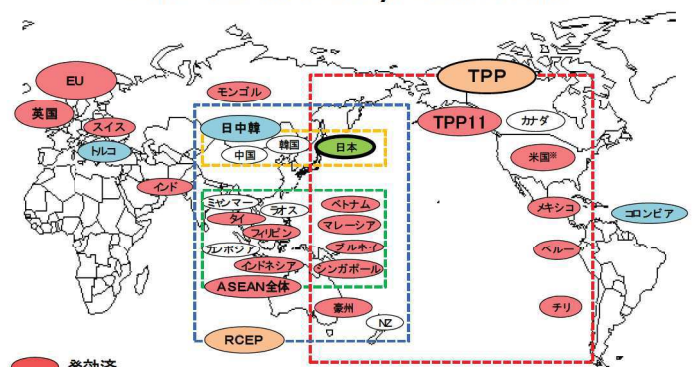 TPP
EU
モンゴル
英国
TPP11
カナダ
スイス
日中韓
トルコ
韓国
日本
中国
米国※
インド
ミャンマー
ラオス
ベトナム
メキシコ
コロンビア
タイ
フィリピン
マレーシア
カンボジア
ブルネイ
ペルー
インドネシア
シンガポール
ASEAN全体
豪州
チリ
NZ
RCEP
発効済